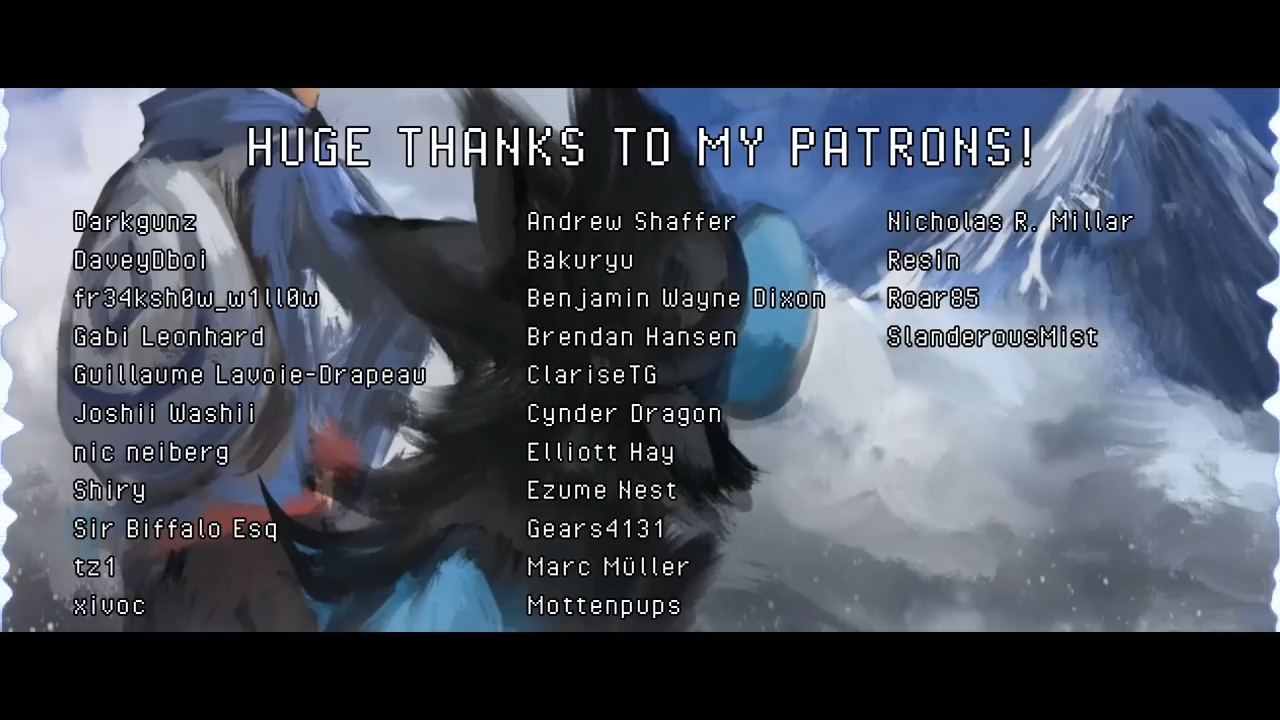 HUGE THANKS TO MY PATRONS!
Darkgunz
DaveyDboi
fr34ksh0w_w1ll0w
Gabi Leonhard
Guillaume Lavoie-Drapeau
Joshii Washii
nic neiberg
Shiry
Sir Biffalo Esq
tz1
xivoc
Andrew Shaffer
Bakuryu
Benjamin Wayne Dixon
Brendan Hansen
ClariseTG
Cynder Dragon
Elliott Hay
Ezume Nest
Gears4131
Marc Müller
Mottenpups
Nicholas R. Millar
Resin
Roar85
SlanderousMist